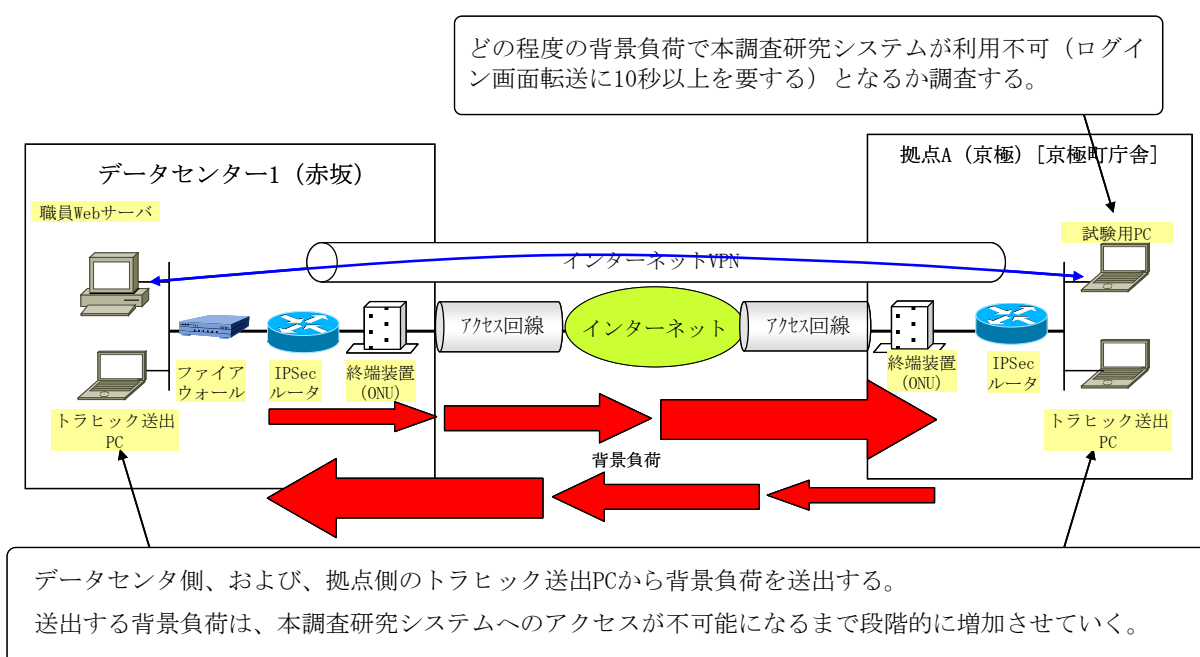 どの程度の背景負荷で本調査研究システムが利用不可（ログイ
ン画面転送に10秒以上を要する）となるか調査する。
データセンター1（赤坂）
拠点A（京極）[京極町庁舎]
職員Webサーバ
試験用PC
インターネットVPN
アクセス回線
インターネット
アクセス回線
ファイア
ウォール
IPSec
ルータ
終端装置
(ONU)
終端装置
(ONU)
IPSec
ルータ
トラヒック送出
PC
トラヒック送出
PC
背景負荷
データセンタ側、および、拠点側のトラヒック送出PCから背景負荷を送出する。
送出する背景負荷は、本調査研究システムへのアクセスが不可能になるまで段階的に増加させていく。